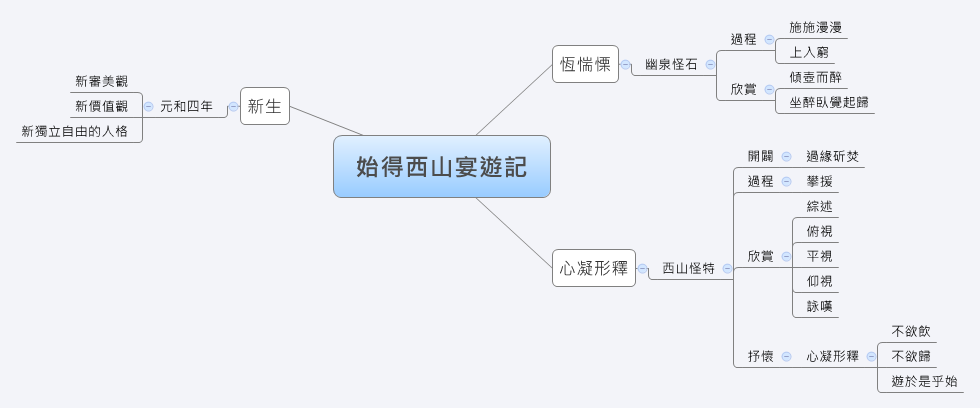 始得西山宴遊記
恆惴慄
幽泉怪石
過程
施施漫漫
上入窮
欣賞
傾壺而醉
坐醉臥覺起歸
心凝形釋
西山怪特
開闢
過緣斫焚
過程
攀援
欣賞
綜述
俯視
平視
仰視
詠嘆
抒懷
心凝形釋
不欲飲
不欲歸
遊於是乎始
新生
元和四年
新審美觀
新價值觀
新獨立自由的人格